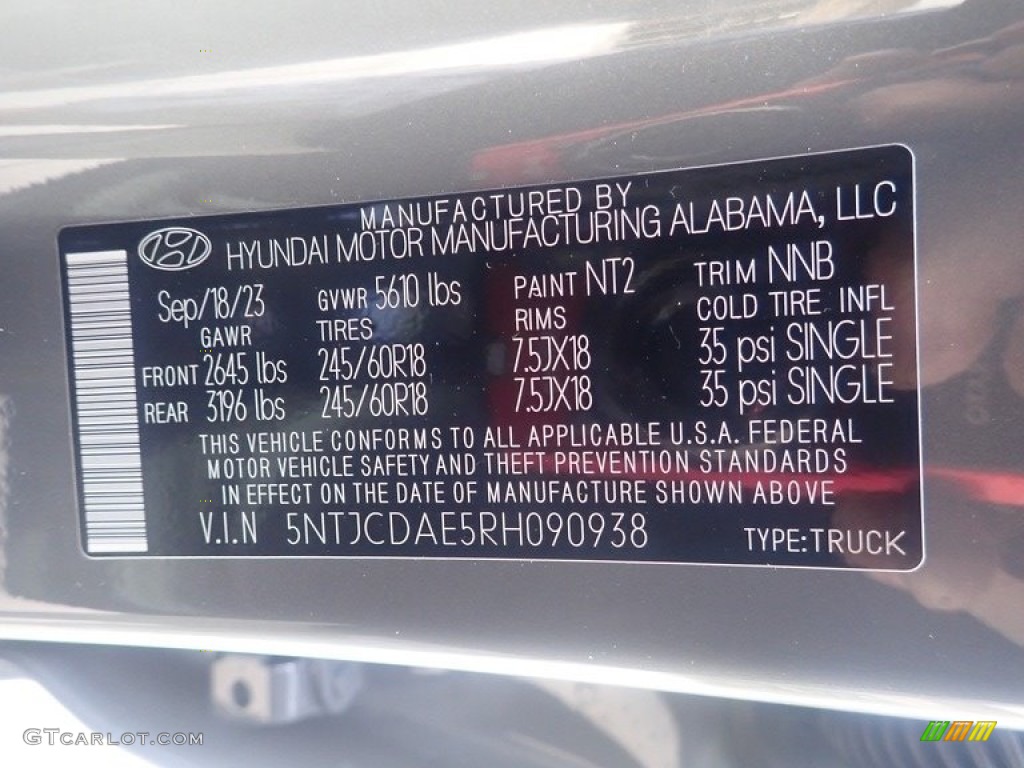 MANUFACTURED BY
HYUNDAI MOTOR MANUFACTURING ALABAMA, LLC
Sep/18/23 GVWR 5610 lbs PAINT NT2 TRIM NNB
GAWR TIRES RIMS COLD TIRE INFL
FRONT 2645 lbs 245/60R18 7.5JX18 35 psi SINGLE
REAR 3196 lbs 245/60R18 7.5JX18 35 psi SINGLE
THIS VEHICLE CONFORMS TO ALL APPLICABLE U.S.A. FEDERAL
MOTOR VEHICLE SAFETY AND THEFT PREVENTION STANDARDS
IN EFFECT ON THE DATE OF MANUFACTURE SHOWN ABOVE
V.I.N 5NTJCDAE5RH090938 TYPE:TRUCK
GTCARLOT.COM